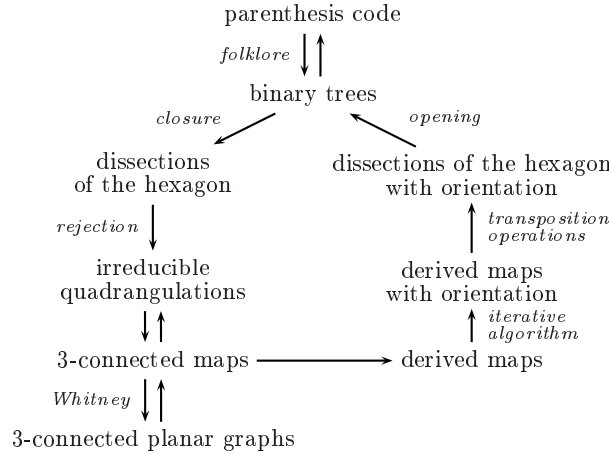 parenthesis code
folklore
binary trees
closure
opening
dissections
of the hexagon
dissections of the hexagon
with orientation
rejection
transposition
operations
irreducible
quadrangulations
derived maps
with orientation
iterative
algorithm
3-connected maps
derived maps
Whitney
3-connected planar graphs